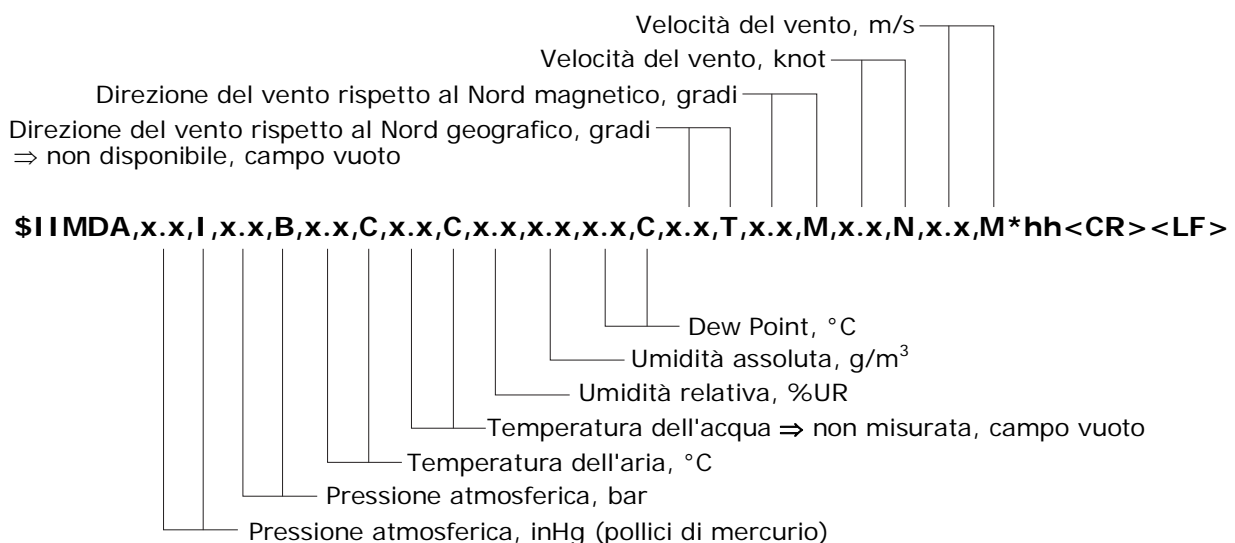 Velocità del vento, m/s
Velocità del vento, knot
Direzione del vento rispetto al Nord magnetico, gradi
Direzione del vento rispetto al Nord geografico, gradi
⇒ non disponibile, campo vuoto
$IIMDA,x.x,I,x.x,B,x.x,C,x.x,C,x.x,x.x,x.x,C,x.x,T,x.x,M,x.x,N,x.x,M*hh<CR><LF>
Dew Point, °C
Umidità assoluta, g/m³
Umidità relativa, %UR
Temperatura dell'acqua ⇒ non misurata, campo vuoto
Temperatura dell'aria, °C
Pressione atmosferica, bar
Pressione atmosferica, inHg (pollici di mercurio)